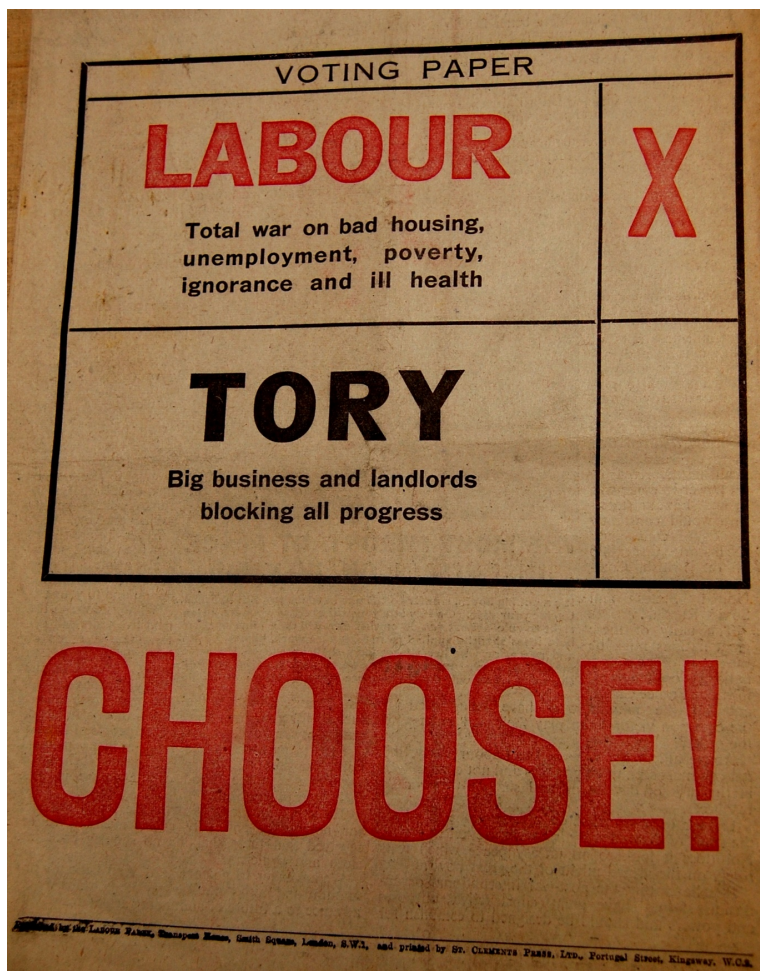 VOTING PAPER
LABOUR
X
Total war on bad housing,
unemployment, poverty,
ignorance and ill health
TORY
Big business and landlords
blocking all progress
CHOOSE!
by the LABOUR PARTY, Transport House, Smith Square, London, S.W.1, and printed by ST. CLEMENTS PRESS, LTD., Portugal Street, Kingsway, W.C.2.